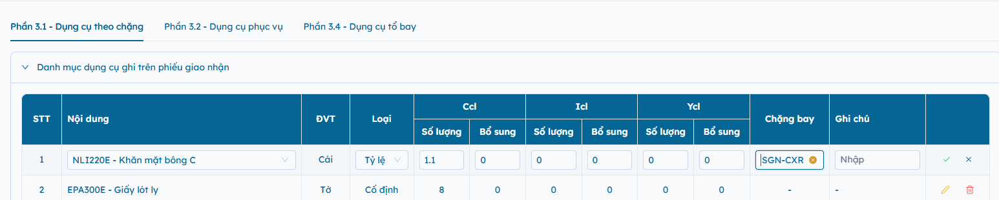 Phần 3.1 - Dụng cụ theo chặng Phần 3.2 - Dụng cụ phục vụ Phần 3.4 - Dụng cụ tổ bay
Danh mục dụng cụ ghi trên phiếu giao nhận
STT Nội dung ĐVT Loại Ccl Icl Ycl Chặng bay Ghi chú
Số lượng Bổ sung Số lượng Bổ sung Số lượng Bổ sung
1 NLI220E - Khăn mặt bông C Cái Tỷ lệ 1.1 0 0 0 0 0 SGN-CXR Nhập
2 EPA300E - Giấy lót ly Tờ Cố định 8 0 0 0 0 0 - -